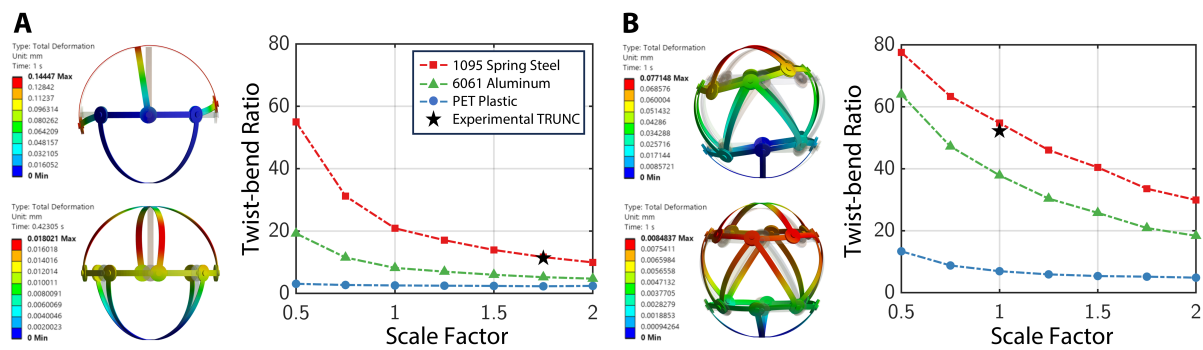 A
Type: Total Deformation
Unit: mm
Time: 1 s
0.14447 Max
0.12842
0.11237
0.096314
0.080262
0.064209
0.048157
0.032105
0.016052
0 Min
Type: Total Deformation
Unit: mm
Time: 0.42305 s
0.018021 Max
0.016018
0.014016
0.012014
0.010011
0.0080091
0.0060069
0.0040046
0.0020023
0 Min
Twist-bend Ratio
80
60
40
20
0
0.5
1
1.5
2
Scale Factor
1095 Spring Steel
6061 Aluminum
PET Plastic
Experimental TRUNC
B
Type: Total Deformation
Unit: mm
Time: 1 s
0.077148 Max
0.068576
0.060004
0.051432
0.04286
0.034288
0.025716
0.017144
0.0085721
0 Min
Type: Total Deformation
Unit: mm
Time: 1 s
0.0084837 Max
0.0075411
0.0065984
0.0056558
0.0047132
0.0037705
0.0028279
0.0018853
0.00094264
0 Min
Twist-bend Ratio
80
60
40
20
0
0.5
1
1.5
2
Scale Factor